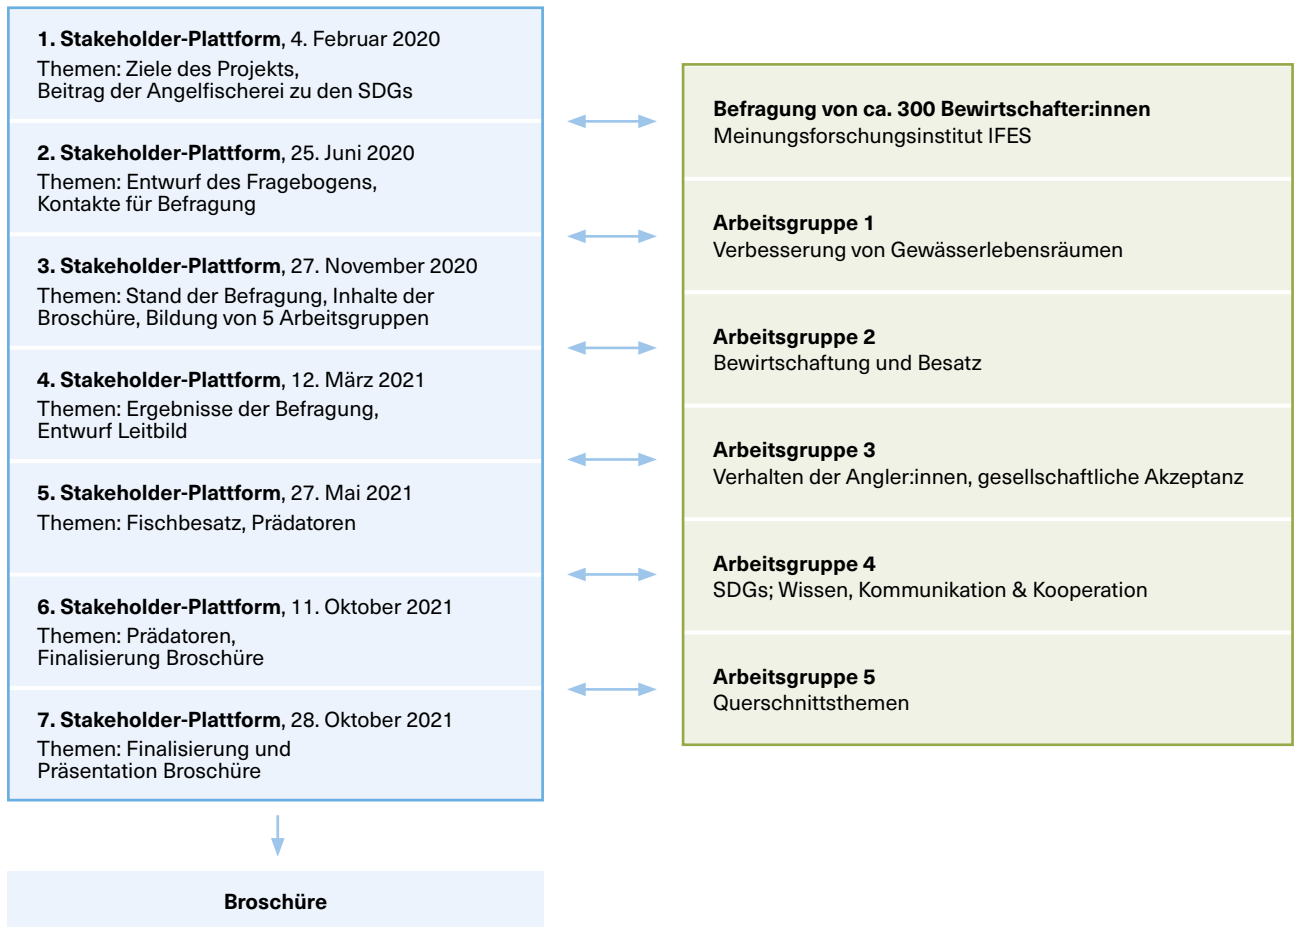 1. Stakeholder-Plattform, 4. Februar 2020
Themen: Ziele des Projekts,
Beitrag der Angelfischerei zu den SDGs
2. Stakeholder-Plattform, 25. Juni 2020
Themen: Entwurf des Fragebogens,
Kontakte für Befragung
3. Stakeholder-Plattform, 27. November 2020
Themen: Stand der Befragung, Inhalte der
Broschüre, Bildung von 5 Arbeitsgruppen
4. Stakeholder-Plattform, 12. März 2021
Themen: Ergebnisse der Befragung,
Entwurf Leitbild
5. Stakeholder-Plattform, 27. Mai 2021
Themen: Fischbesatz, Prädatoren
6. Stakeholder-Plattform, 11. Oktober 2021
Themen: Prädatoren,
Finalisierung Broschüre
7. Stakeholder-Plattform, 28. Oktober 2021
Themen: Finalisierung und
Präsentation Broschüre
Broschüre
Befragung von ca. 300 Bewirtschafter:innen
Meinungsforschungsinstitut IFES
Arbeitsgruppe 1
Verbesserung von Gewässerlebensräumen
Arbeitsgruppe 2
Bewirtschaftung und Besatz
Arbeitsgruppe 3
Verhalten der Angler:innen, gesellschaftliche Akzeptanz
Arbeitsgruppe 4
SDGs; Wissen, Kommunikation & Kooperation
Arbeitsgruppe 5
Querschnittsthemen